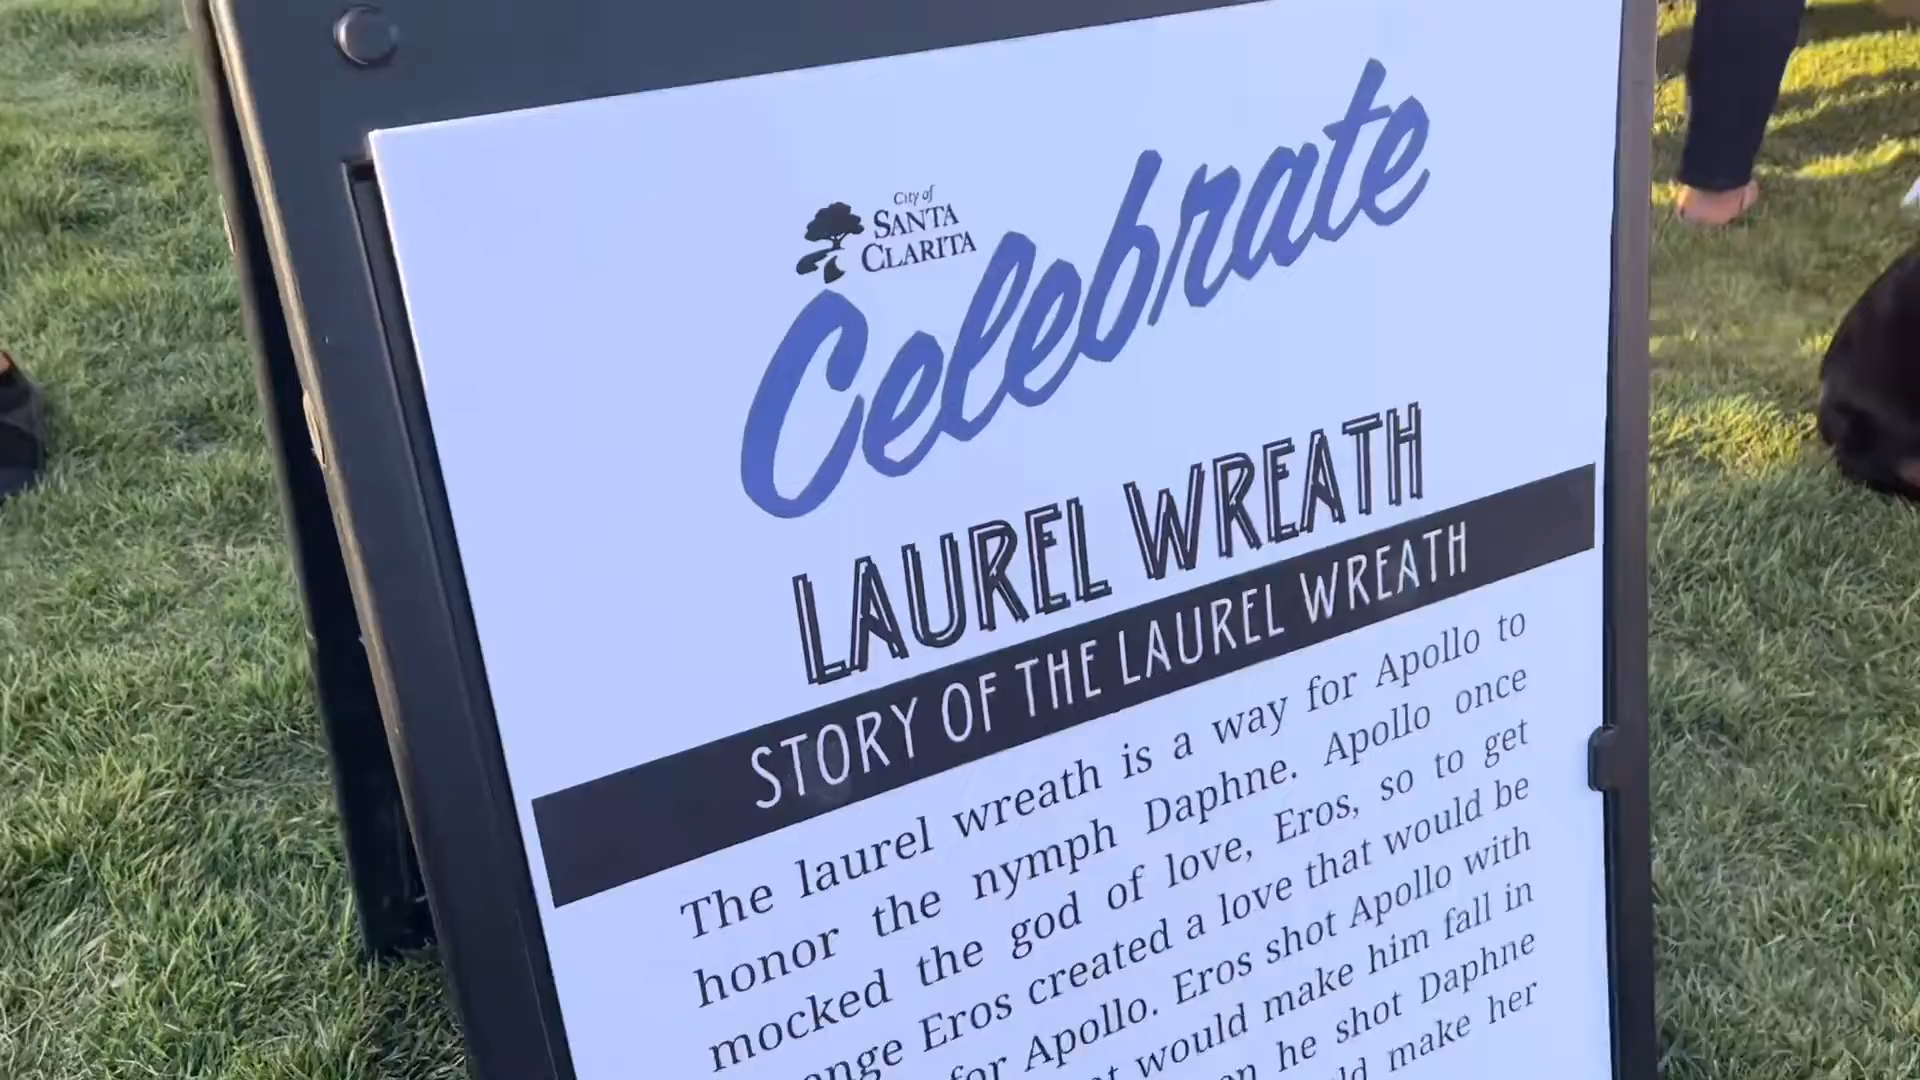 City of
SANTA
CLARITA
Celebrate
LAUREL WREATH
STORY OF THE LAUREL WREATH
The laurel wreath is a way for Apollo to
honor the nymph Daphne. Apollo once
mocked the god of love, Eros, so to get
Eros created a love that would be
for Apollo. Eros shot Apollo with
would make him fall in
he shot Daphne
make her